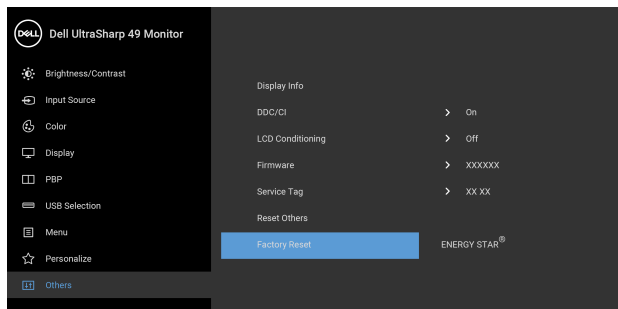 DELL Dell UltraSharp 49 Monitor
Brightness/Contrast
Input Source
Color
Display
PBP
USB Selection
Menu
Personalize
Others
Display Info
DDC/CI > On
LCD Conditioning > Off
Firmware > XXXXXX
Service Tag > XX XX
Reset Others
Factory Reset ENERGY STAR®